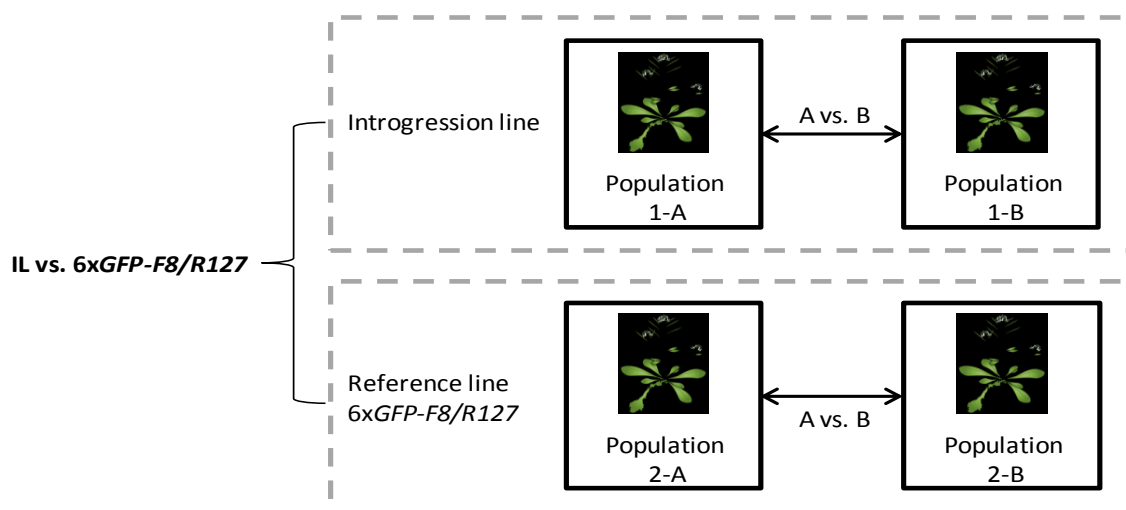 Introgression line
Population
1-A
A vs. B
Population
1-B
IL vs. 6xGFP-F8/R127
Reference line
6xGFP-F8/R127
Population
2-A
A vs. B
Population
2-B